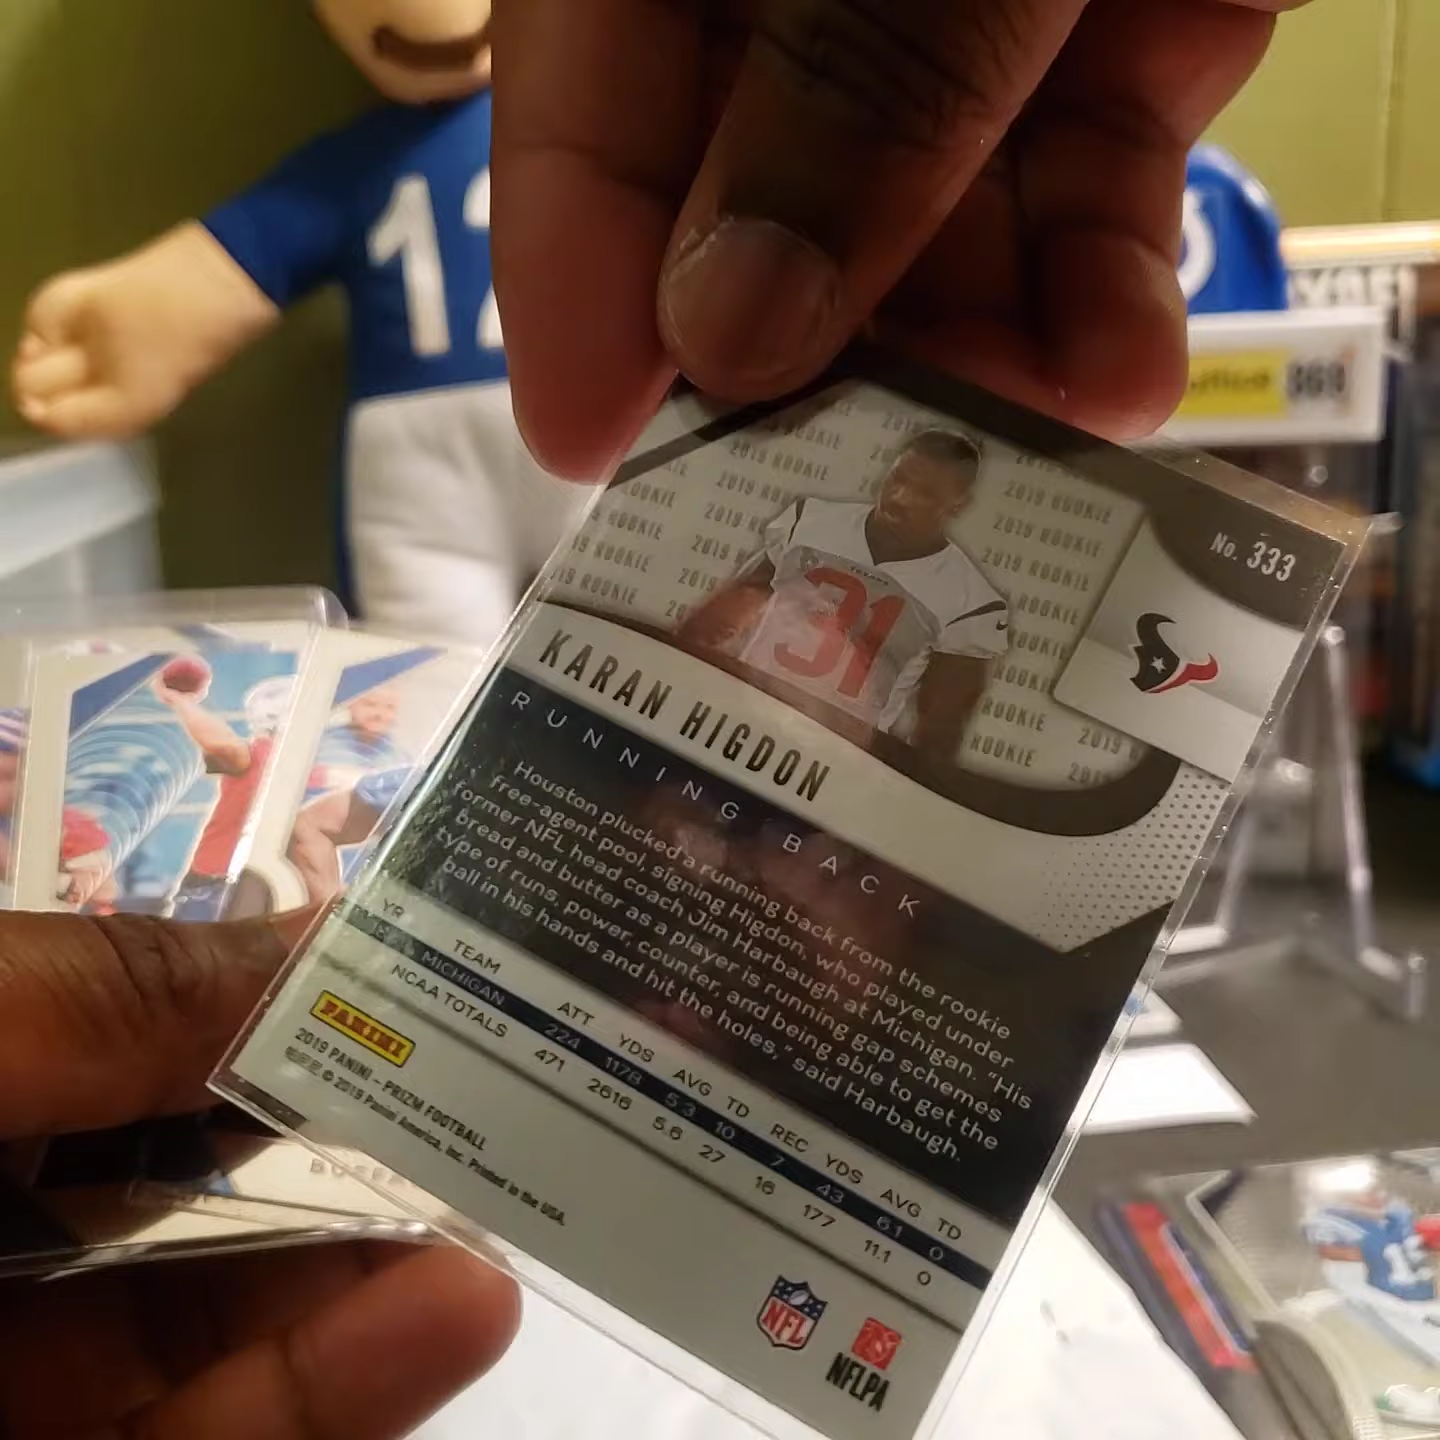 12
869
2019 ROOKIE
No. 333
31
KARAN HIGDON
RUNNING BACK
Houston plucked a running back from the rookie
free-agent pool, signing Higdon, who played under
former NFL head coach Jim Harbaugh at Michigan. "His
bread and butter as a player is running gap schemes
type of runs, power, counter, and being able to get the
ball in his hands and hit the holes," said Harbaugh.
YR TEAM ATT YDS AVG TD REC YDS AVG TD
18 MICHIGAN 224 1178 5.3 10 7 43 6.1 0
NCAA TOTALS 471 2616 5.6 27 16 177 11.1 0
PANINI
2019 PANINI - PRIZM FOOTBALL
© 2019 Panini America, Inc. Printed in the USA.
NFL
NFLPA